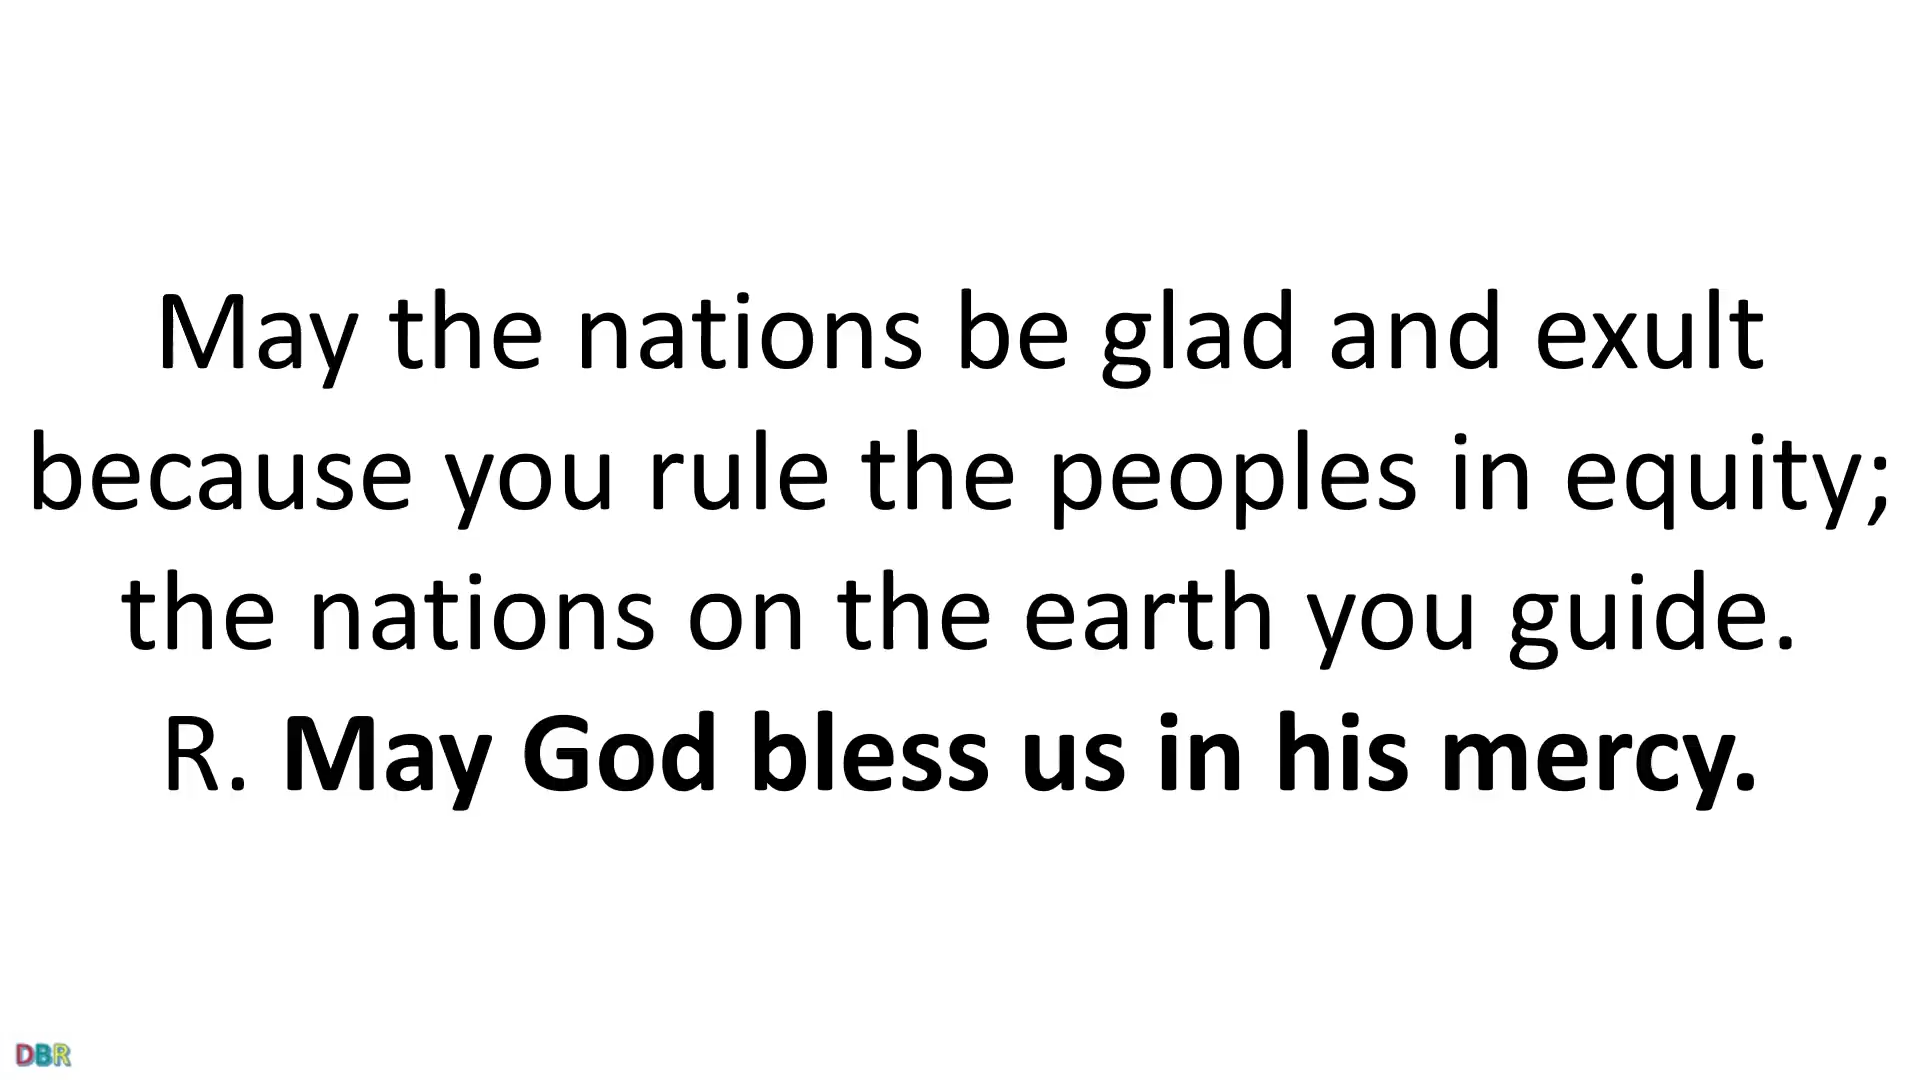 May the nations be glad and exult
because you rule the peoples in equity;
the nations on the earth you guide.
R. May God bless us in his mercy.
DBR